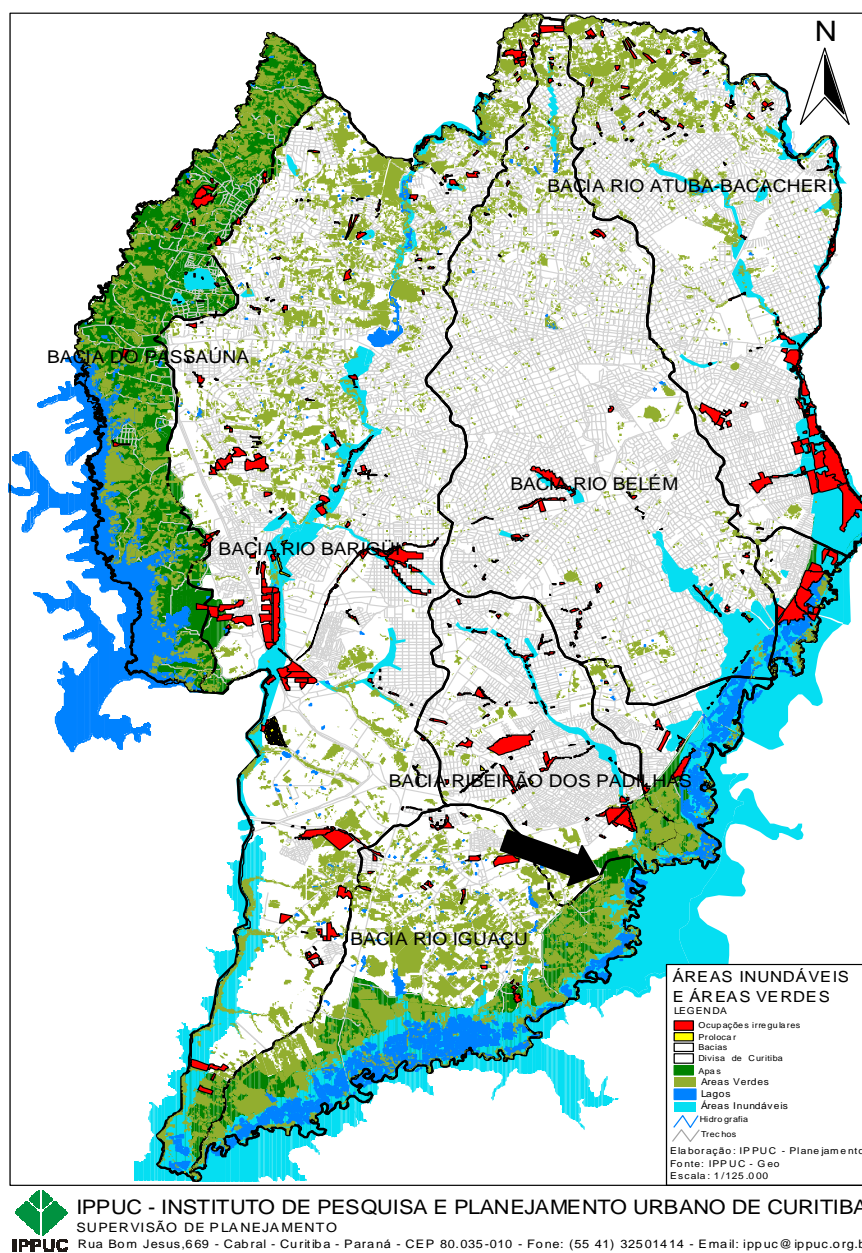 N
BACIA RIO ATUBA-BACACHERI
BACIA DO PASSAÚNA
BACIA RIO BELÉM
BACIA RIO BARIGÜI
BACIA RIBEIRÃO DOS PADILHAS
BACIA RIO IGUAÇU
ÁREAS INUNDÁVEIS
E ÁREAS VERDES
LEGENDA
Ocupações irregulares
Prolocar
Bacias
Divisa de Curitiba
Apas
Areas Verdes
Lagos
Áreas Inundáveis
Hidrografia
Trechos
Elaboração: IPPUC - Planejamento
Fonte: IPPUC - Geo
Escala: 1/125.000
IPPUC - INSTITUTO DE PESQUISA E PLANEJAMENTO URBANO DE CURITIBA
SUPERVISÃO DE PLANEJAMENTO
IPPUC Rua Bom Jesus,669 - Cabral - Curitiba - Paraná - CEP 80.035-010 - Fone: (55 41) 32501414 - Email: ippuc@ippuc.org.b